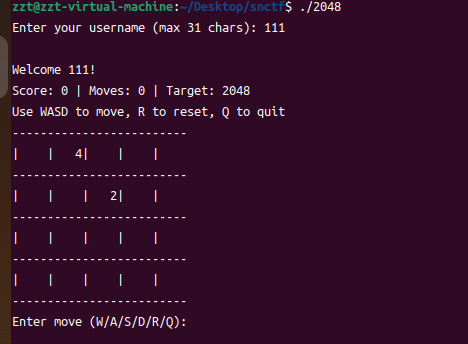 zzt@zzt-virtual-machine:~/Desktop/snctf$ ./2048
Enter your username (max 31 chars): 111

Welcome 111!
Score: 0 | Moves: 0 | Target: 2048
Use WASD to move, R to reset, Q to quit
-------------------------
|    |   4|    |    |
-------------------------
|    |    |   2|    |
-------------------------
|    |    |    |    |
-------------------------
|    |    |    |    |
-------------------------
Enter move (W/A/S/D/R/Q):